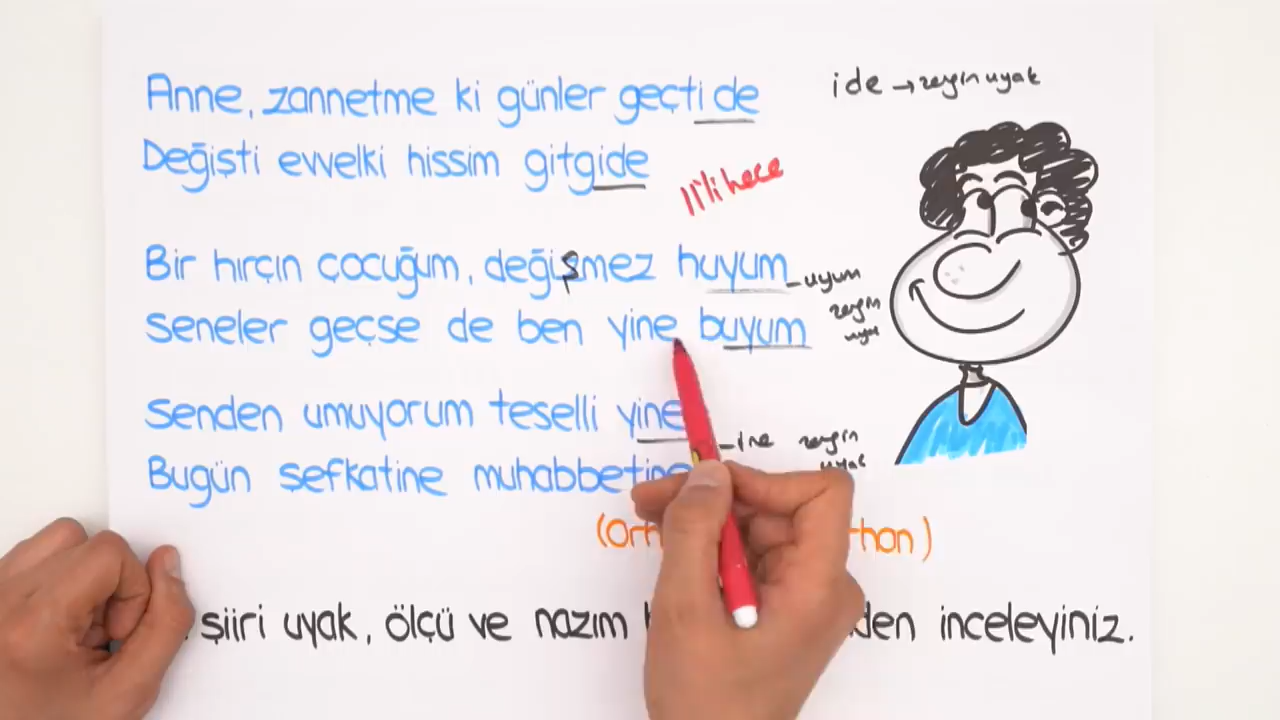 Anne, zannetme ki günler geçti de
ide → zengin uyak
Değişti evvelki hissim gitgide
11'li hece
Bir hırçın çocuğum, değişmez huyum
uyum
zengin
uyak
Seneler geçse de ben yine buyum
Senden umuyorum teselli yine
ine zengin
uyak
Bugün şefkatine muhabbetine
şiiri uyak, ölçü ve nazım inceleyiniz.